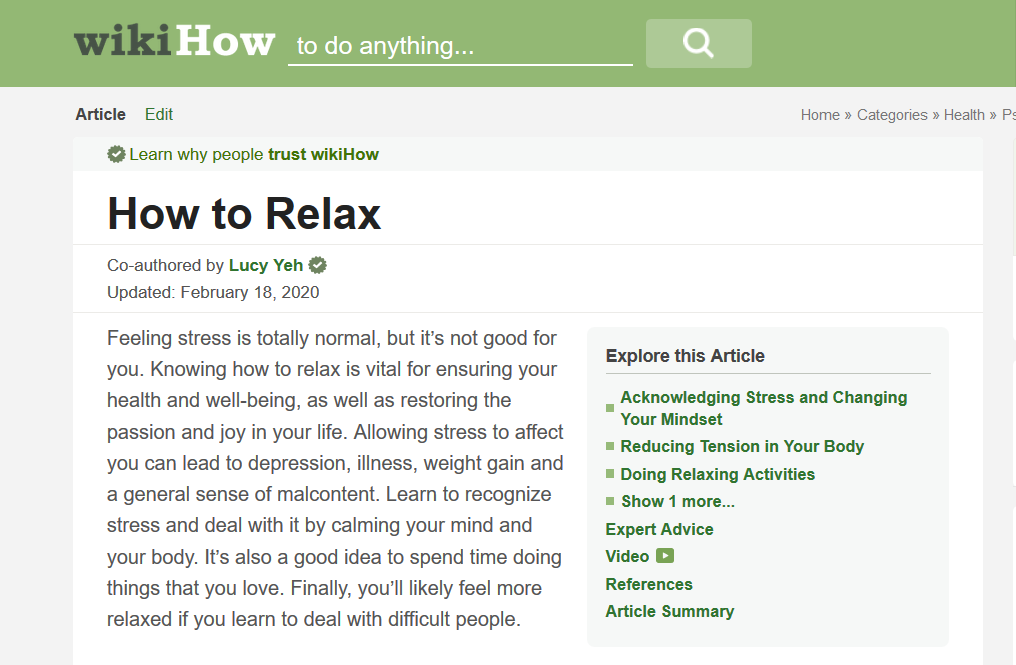 wikiHow to do anything...
Article Edit
Home » Categories » Health »
Learn why people trust wikiHow
How to Relax
Co-authored by Lucy Yeh
Updated: February 18, 2020
Feeling stress is totally normal, but it’s not good for
you. Knowing how to relax is vital for ensuring your
health and well-being, as well as restoring the
passion and joy in your life. Allowing stress to affect
you can lead to depression, illness, weight gain and
a general sense of malcontent. Learn to recognize
stress and deal with it by calming your mind and
your body. It’s also a good idea to spend time doing
things that you love. Finally, you’ll likely feel more
relaxed if you learn to deal with difficult people.
Explore this Article
Acknowledging Stress and Changing
Your Mindset
Reducing Tension in Your Body
Doing Relaxing Activities
Show 1 more...
Expert Advice
Video
References
Article Summary